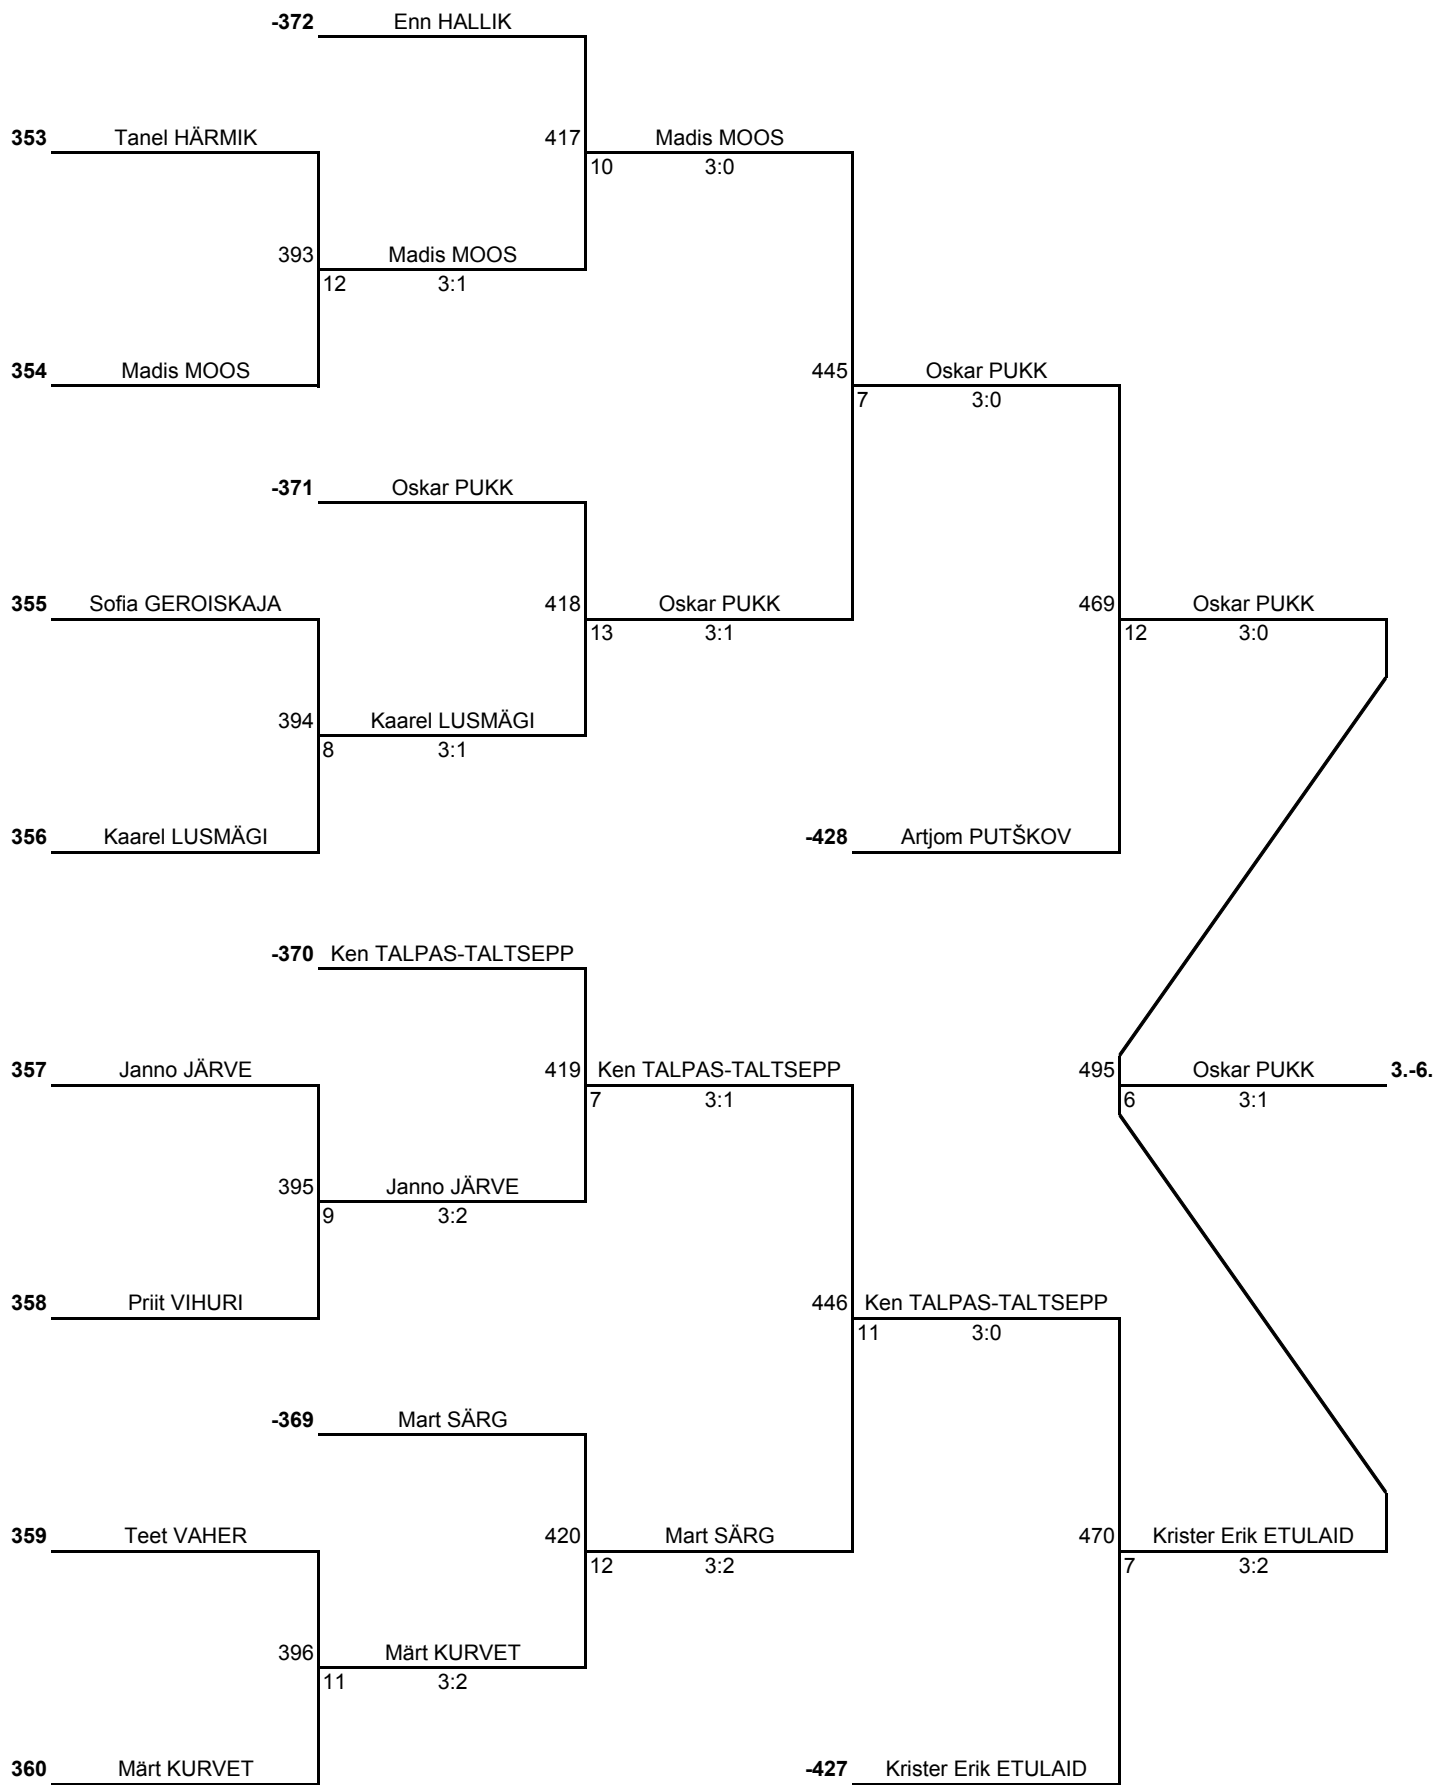 -372 Enn HALLIK
353 Tanel HÄRMIK 417 Madis MOOS
10 3:0
393 Madis MOOS
12 3:1
354 Madis MOOS 445 Oskar PUKK
7 3:0
-371 Oskar PUKK
355 Sofia GEROISKAJA 418 Oskar PUKK 469 Oskar PUKK
13 3:1 12 3:0
394 Kaarel LUSMÄGI
8 3:1
356 Kaarel LUSMÄGI -428 Artjom PUTŠKOV
-370 Ken TALPAS-TALTSEPP
357 Janno JÄRVE 419 Ken TALPAS-TALTSEPP 495 Oskar PUKK 3.-6.
7 3:1 6 3:1
395 Janno JÄRVE
9 3:2
358 Priit VIHURI 446 Ken TALPAS-TALTSEPP
11 3:0
-369 Mart SÄRG
359 Teet VAHER 420 Mart SÄRG 470 Krister Erik ETULAID
12 3:2 7 3:2
396 Märt KURVET
11 3:2
360 Märt KURVET -427 Krister Erik ETULAID